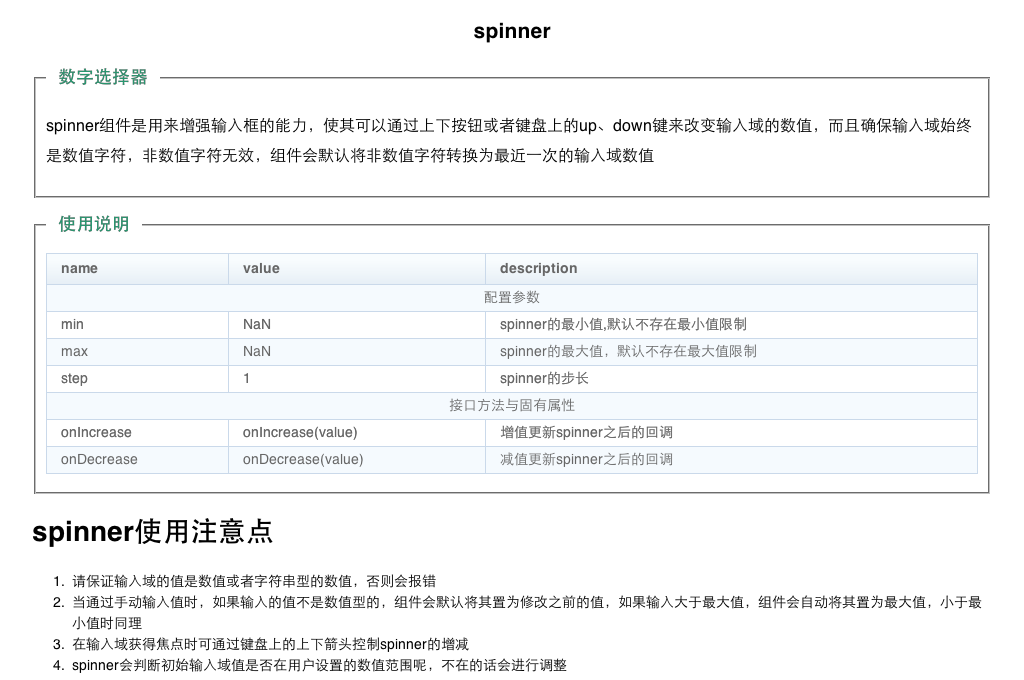 spinner
数字选择器
spinner组件是用来增强输入框的能力，使其可以通过上下按钮或者键盘上的up、down键来改变输入域的数值，而且确保输入域始终
是数值字符，非数值字符无效，组件会默认将非数值字符转换为最近一次的输入域数值
使用说明
name value description
配置参数
min NaN spinner的最小值,默认不存在最小值限制
max NaN spinner的最大值，默认不存在最大值限制
step 1 spinner的步长
接口方法与固有属性
onIncrease onIncrease(value) 增值更新spinner之后的回调
onDecrease onDecrease(value) 减值更新spinner之后的回调
spinner使用注意点
1. 请保证输入域的值是数值或者字符串型的数值，否则会报错
2. 当通过手动输入值时，如果输入的值不是数值型的，组件会默认将其置为修改之前的值，如果输入大于最大值，组件会自动将其置为最大值，小于最
小值时同理
3. 在输入域获得焦点时可通过键盘上的上下箭头控制spinner的增减
4. spinner会判断初始输入域值是否在用户设置的数值范围呢，不在的话会进行调整